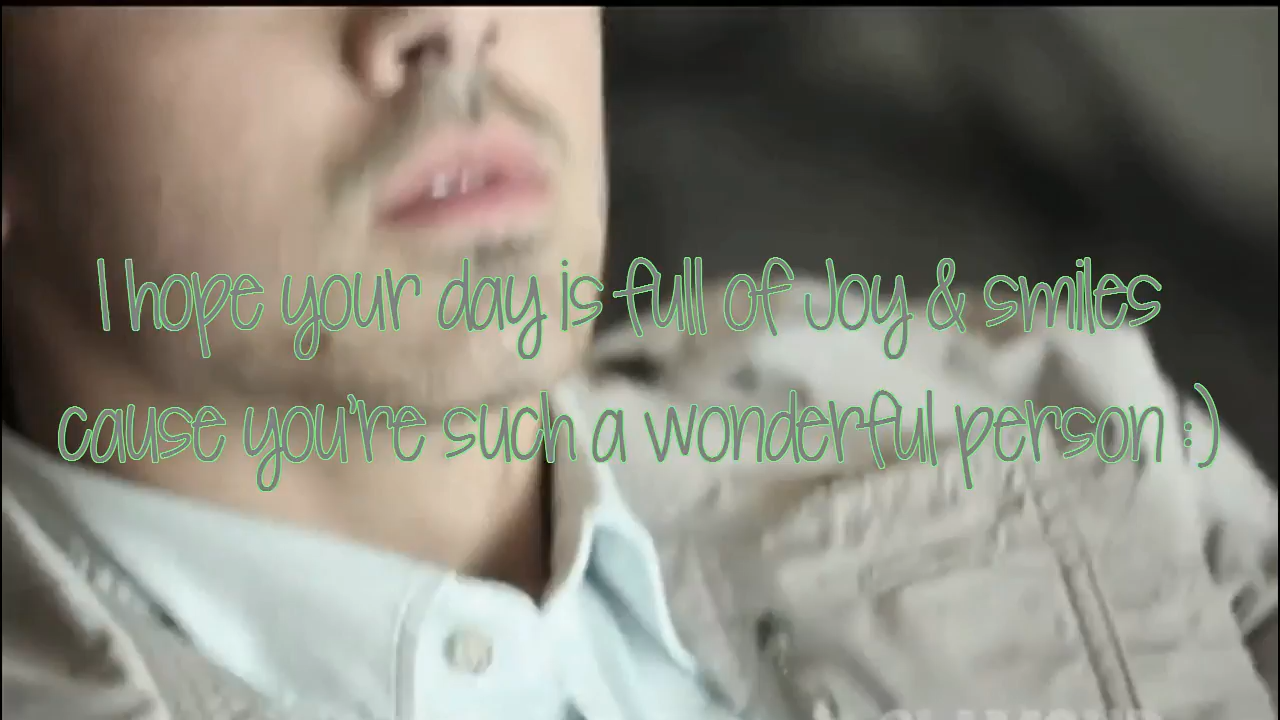 I hope your day is full of Joy & smiles
cause you're such a wonderful person :)